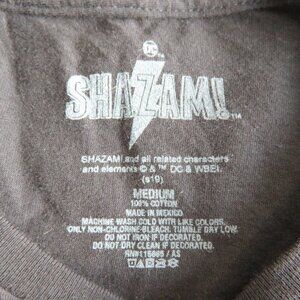 DC
SHAZAM!™
SHAZAM! and all related characters
and elements © & ™ DC & WBEI.
(s19)
MEDIUM
100% COTTON
MADE IN MEXICO
MACHINE WASH COLD WITH LIKE COLORS.
ONLY NON-CHLORINE-BLEACH. TUMBLE DRY LOW.
DO NOT IRON IF DECORATED.
DO NOT DRY CLEAN IF DECORATED.
/ AS